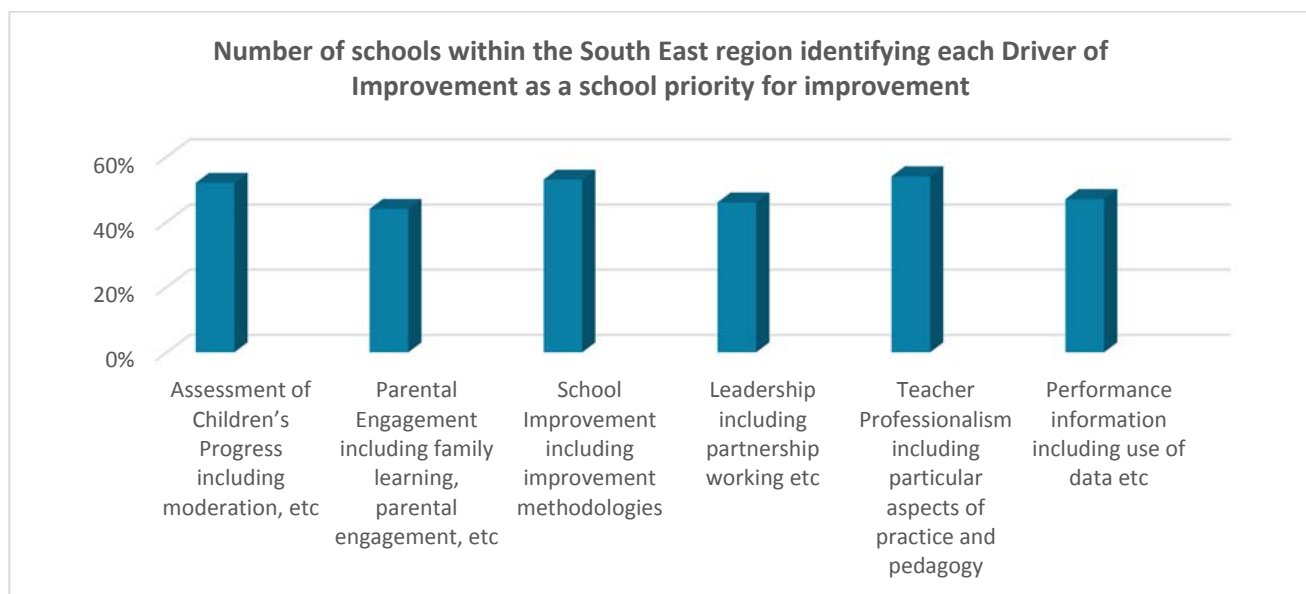 Number of schools within the South East region identifying each Driver of
Improvement as a school priority for improvement
60%
40%
20%
0%
Assessment of
Children’s
Progress
including
moderation, etc
Parental
Engagement
including family
learning,
parental
engagement, etc
School
Improvement
including
improvement
methodologies
Leadership
including
partnership
working etc
Teacher
Professionalism
including
particular
aspects of
practice and
pedagogy
Performance
information
including use of
data etc